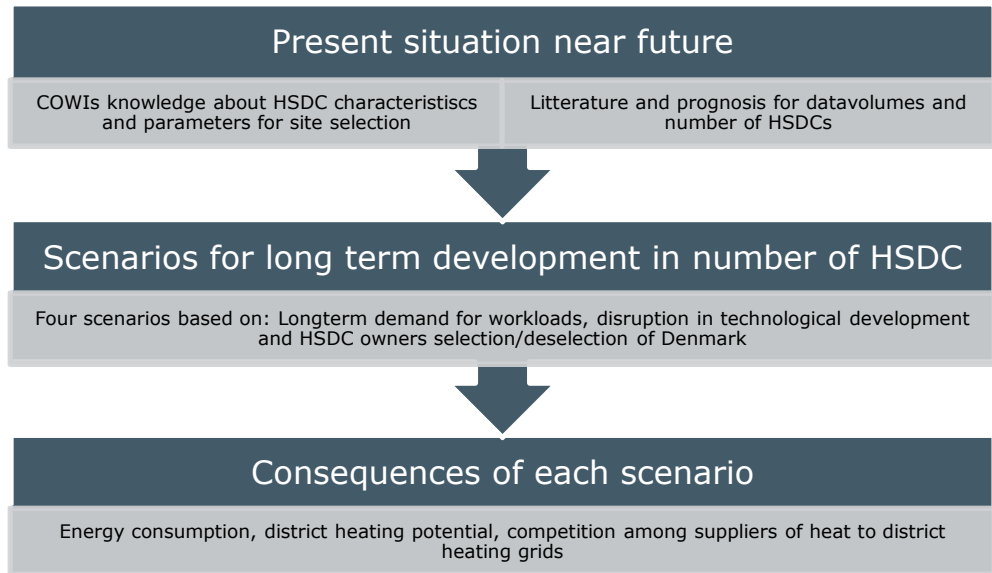 Present situation near future
COWIs knowledge about HSDC characteristiscs
and parameters for site selection
Litterature and prognosis for datavolumes and
number of HSDCs
Scenarios for long term development in number of HSDC
Four scenarios based on: Longterm demand for workloads, disruption in technological development
and HSDC owners selection/deselection of Denmark
Consequences of each scenario
Energy consumption, district heating potential, competition among suppliers of heat to district
heating grids